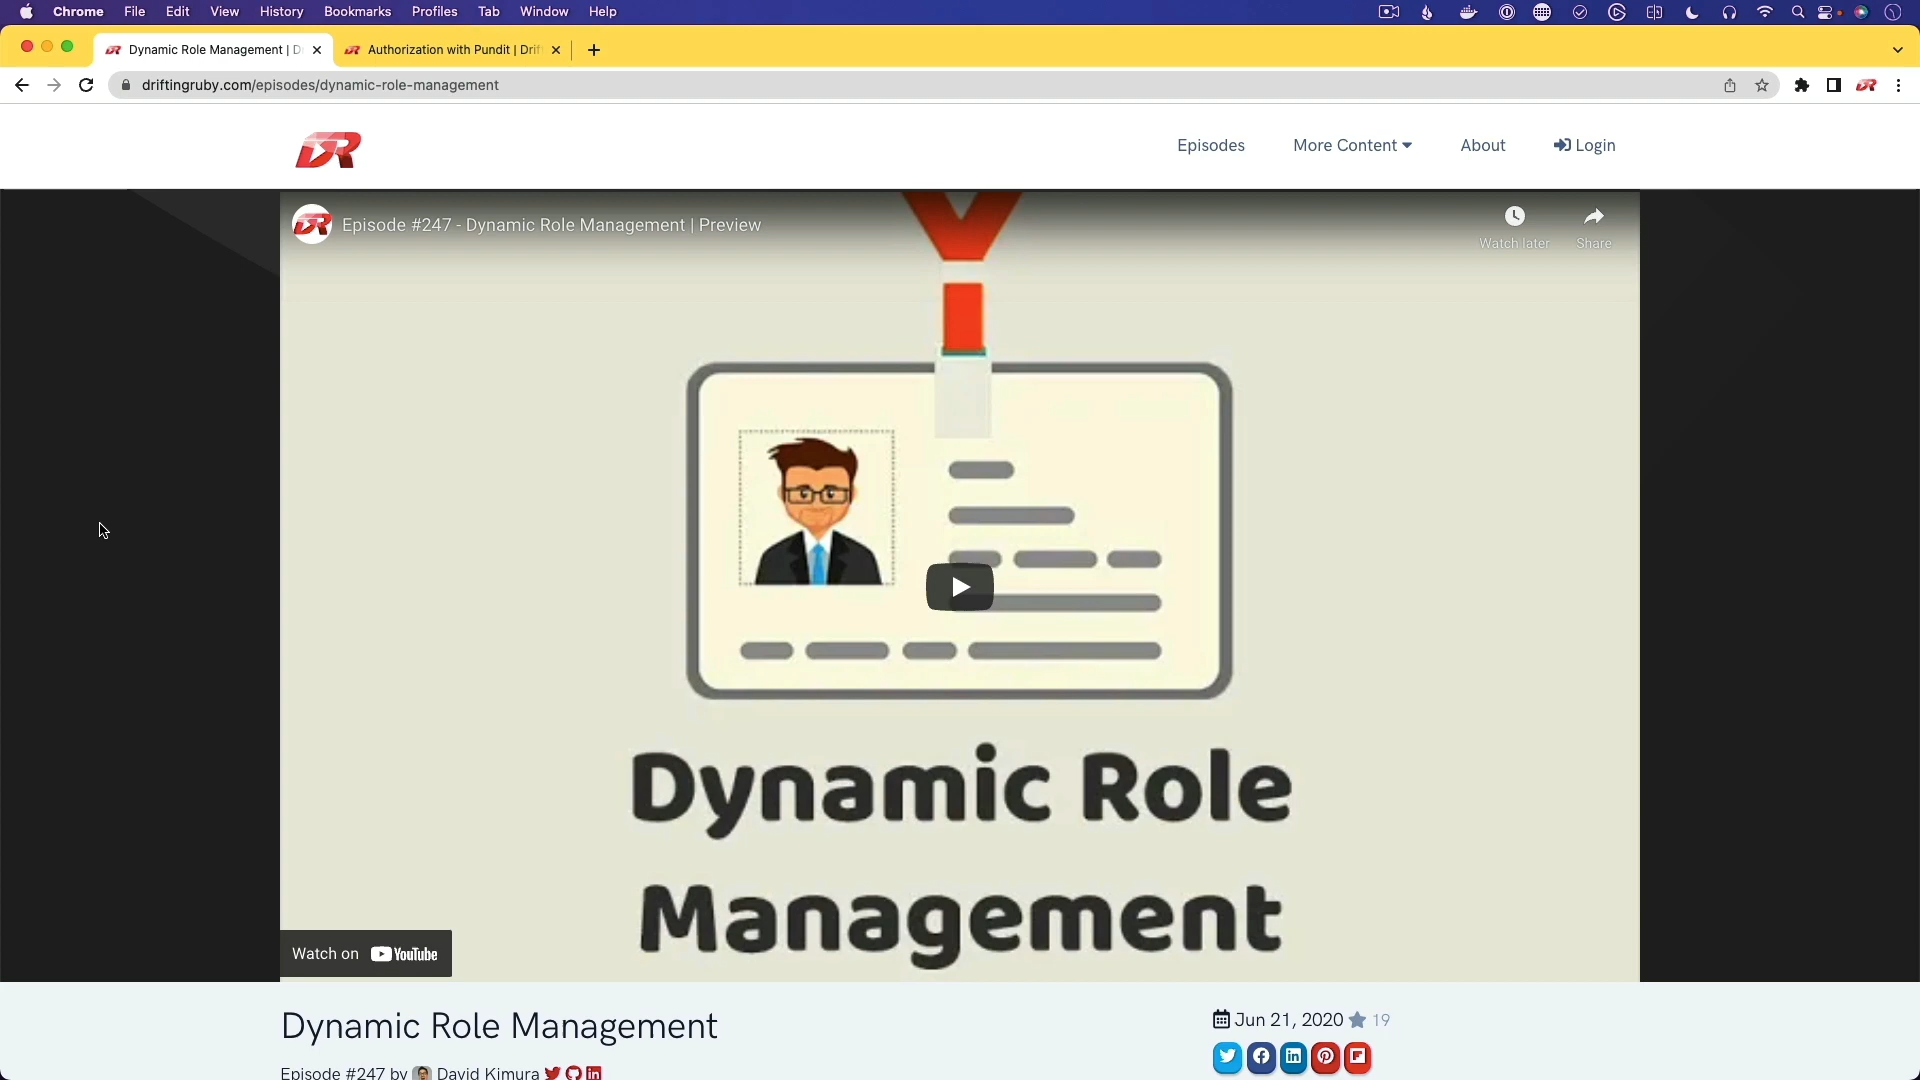 Chrome File Edit View History Bookmarks Profiles Tab Window Help
Dynamic Role Management | D
Authorization with Pundit | Drif
driftingruby.com/episodes/dynamic-role-management
DR
Episodes More Content About Login
Episode #247 - Dynamic Role Management | Preview
Watch later Share
Dynamic Role
Management
Watch on YouTube
Dynamic Role Management
Jun 21, 2020 19
Episode #247 by David Kimura